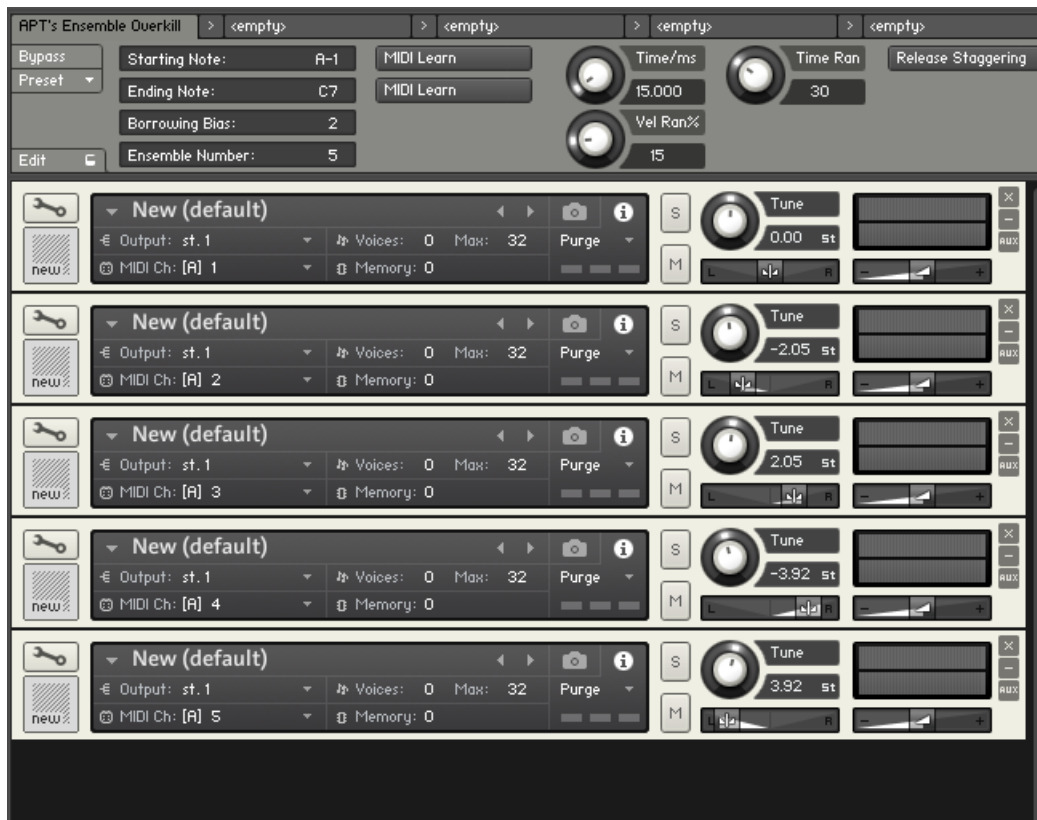 APT's Ensemble Overkill > <empty> > <empty> > <empty> > <empty>
Bypass
Preset
Edit
Starting Note: A-1 MIDI Learn
Ending Note: C7 MIDI Learn
Borrowing Bias: 2
Ensemble Number: 5
Time/ms
15.000
Vel Ran%
15
Time Ran
30
Release Staggering
New (default)
Output: st.1 Voices: 0 Max: 32 Purge
MIDI Ch: [A] 1 Memory: 0
new
S
M
Tune
0.00 st
L R - +
×
-
AUX
New (default)
Output: st.1 Voices: 0 Max: 32 Purge
MIDI Ch: [A] 2 Memory: 0
new
S
M
Tune
-2.05 st
L R - +
×
-
AUX
New (default)
Output: st.1 Voices: 0 Max: 32 Purge
MIDI Ch: [A] 3 Memory: 0
new
S
M
Tune
2.05 st
L R - +
×
-
AUX
New (default)
Output: st.1 Voices: 0 Max: 32 Purge
MIDI Ch: [A] 4 Memory: 0
new
S
M
Tune
-3.92 st
L R - +
×
-
AUX
New (default)
Output: st.1 Voices: 0 Max: 32 Purge
MIDI Ch: [A] 5 Memory: 0
new
S
M
Tune
3.92 st
L R - +
×
-
AUX